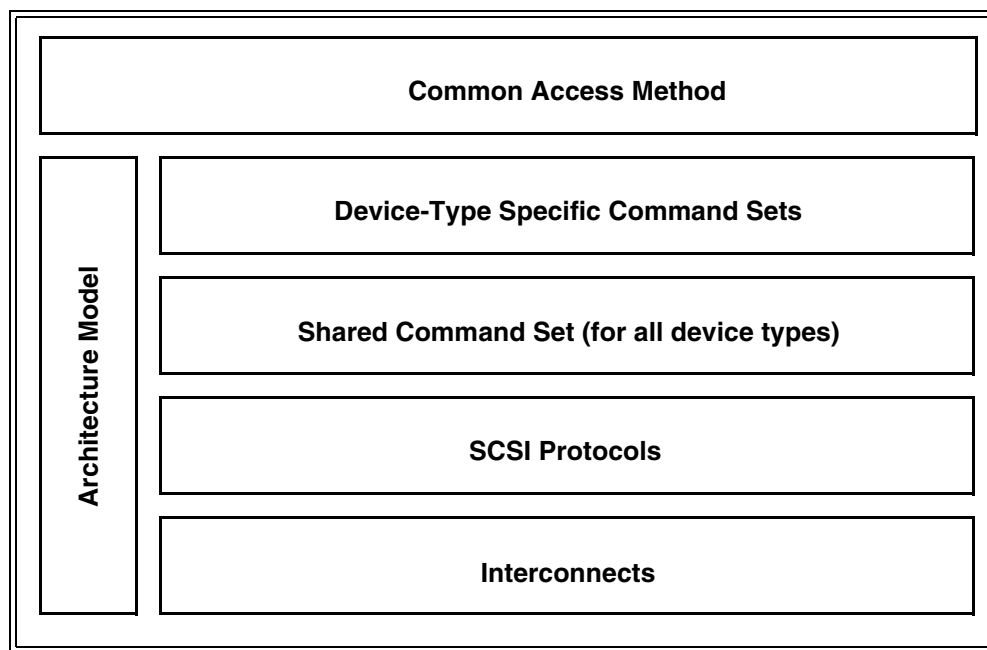 Common Access Method
Architecture Model
Device-Type Specific Command Sets
Shared Command Set (for all device types)
SCSI Protocols
Interconnects